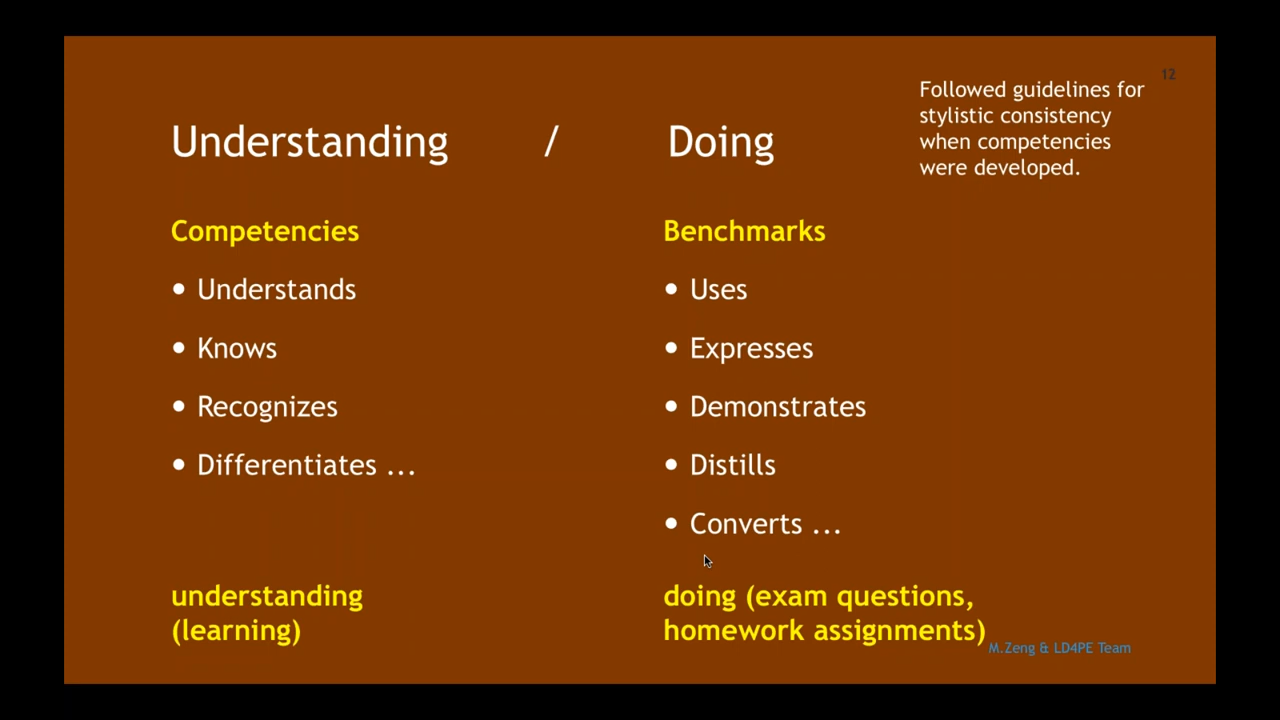 12
Followed guidelines for
stylistic consistency
when competencies
were developed.
Understanding / Doing
Competencies
• Understands
• Knows
• Recognizes
• Differentiates ...
understanding
(learning)
Benchmarks
• Uses
• Expresses
• Demonstrates
• Distills
• Converts ...
doing (exam questions,
homework assignments)
M.Zeng & LD4PE Team